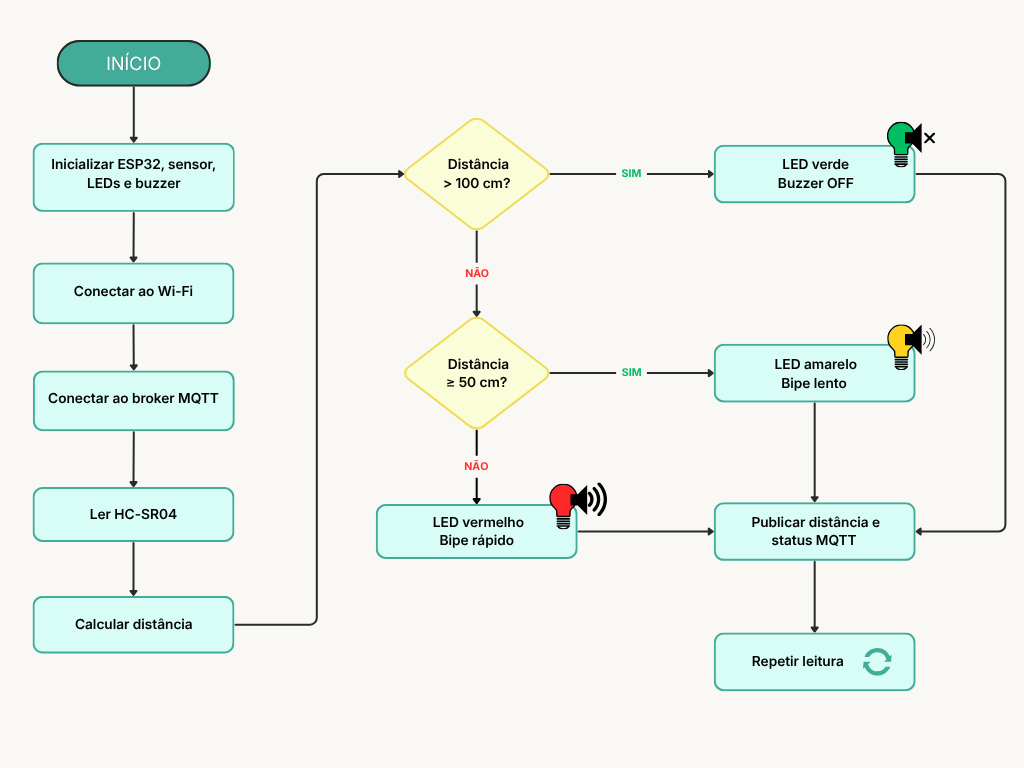 INÍCIO
Inicializar ESP32, sensor,
LEDs e buzzer
Conectar ao Wi-Fi
Conectar ao broker MQTT
Ler HC-SR04
Calcular distância
Distância
> 100 cm?
SIM
LED verde
Buzzer OFF
NÃO
Distância
≥ 50 cm?
SIM
LED amarelo
Bipe lento
NÃO
LED vermelho
Bipe rápido
Publicar distância e
status MQTT
Repetir leitura